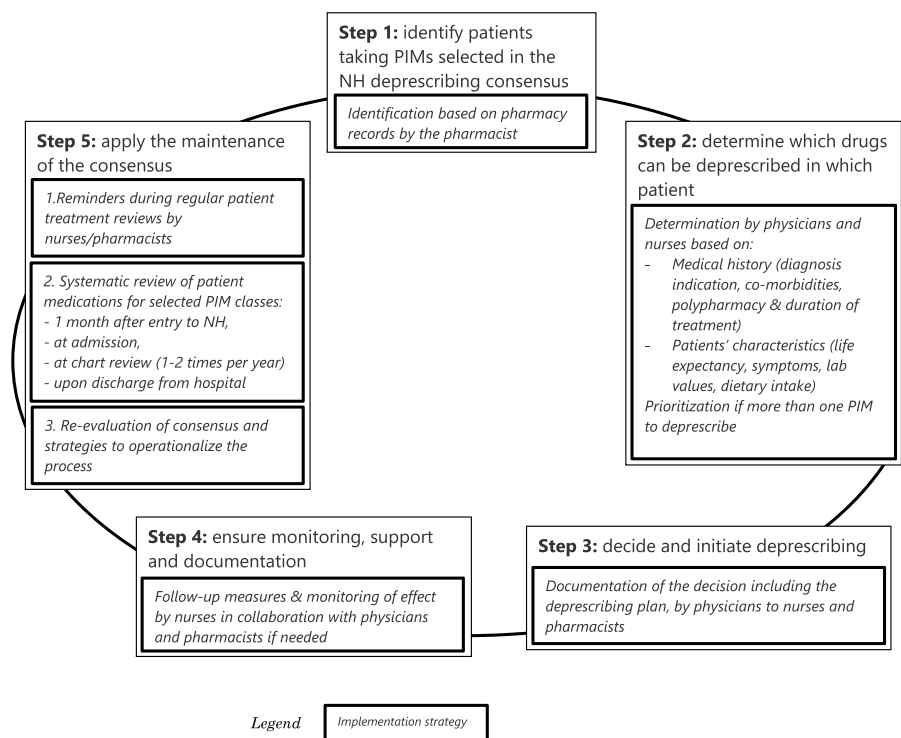 Step 1: identify patients
taking PIMs selected in the
NH deprescribing consensus
Identification based on pharmacy
records by the pharmacist
Step 2: determine which drugs
can be deprescribed in which
patient
Determination by physicians and
nurses based on:
- Medical history (diagnosis
indication, co-morbidities,
polypharmacy & duration of
treatment)
- Patients' characteristics (life
expectancy, symptoms, lab
values, dietary intake)
Prioritization if more than one PIM
to deprescribe
Step 3: decide and initiate deprescribing
Documentation of the decision including the
deprescribing plan, by physicians to nurses and
pharmacists
Step 4: ensure monitoring, support
and documentation
Follow-up measures & monitoring of effect
by nurses in collaboration with physicians
and pharmacists if needed
Step 5: apply the maintenance
of the consensus
1.Reminders during regular patient
treatment reviews by
nurses/pharmacists
2. Systematic review of patient
medications for selected PIM classes:
- 1 month after entry to NH,
- at admission,
- at chart review (1-2 times per year)
- upon discharge from hospital
3. Re-evaluation of consensus and
strategies to operationalize the
process
Legend
Implementation strategy